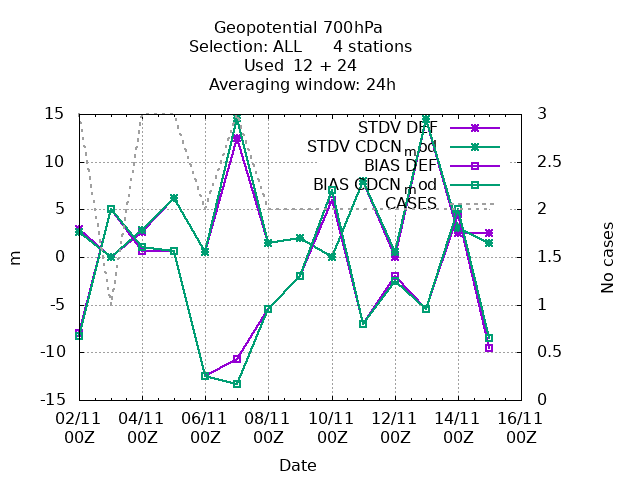 Geopotential 700hPa
Selection: ALL 4 stations
Used 12 + 24
Averaging window: 24h
STDV DEF
STDV CDCN_mod
BIAS DEF
BIAS CDCN_mod
CASES
15
10
5
0
-5
-10
-15
m
3
2.5
2
1.5
1
0.5
0
No cases
02/11 04/11 06/11 08/11 10/11 12/11 14/11 16/11
00Z 00Z 00Z 00Z 00Z 00Z 00Z 00Z
Date